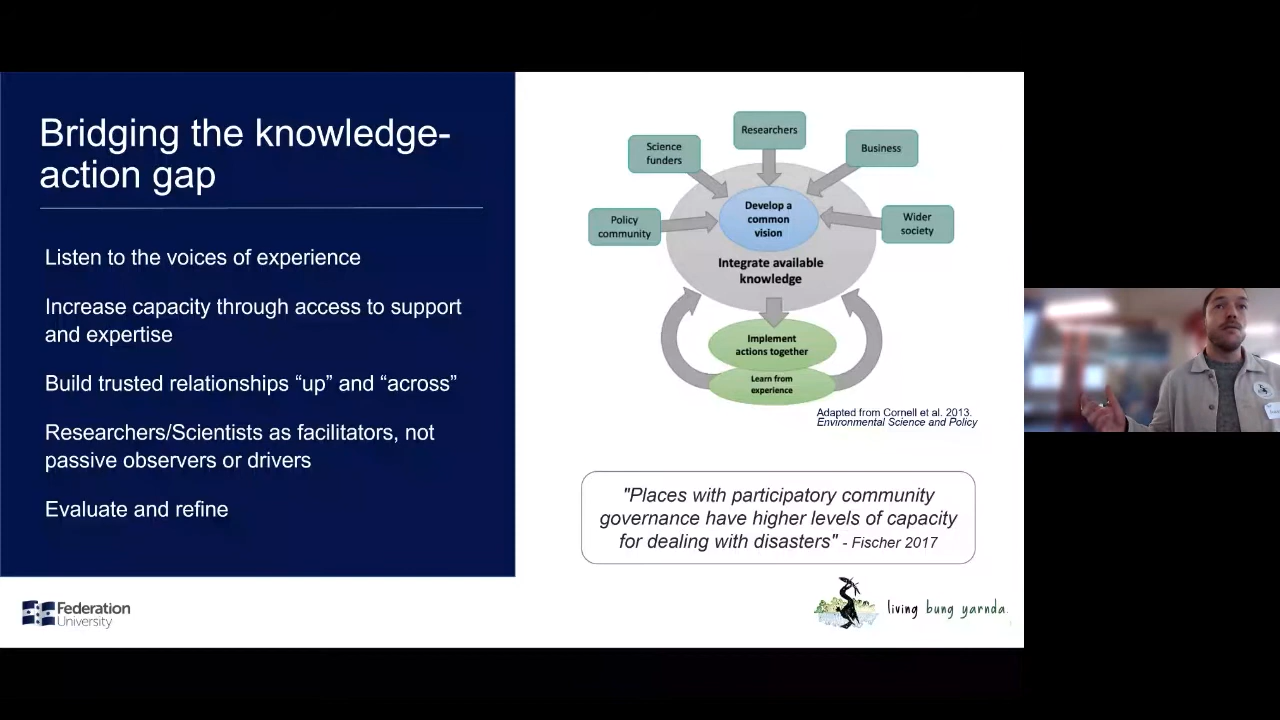 Bridging the knowledge-
action gap
Listen to the voices of experience
Increase capacity through access to support
and expertise
Build trusted relationships “up” and “across”
Researchers/Scientists as facilitators, not
passive observers or drivers
Evaluate and refine
Federation
University
Researchers
Science
funders
Business
Policy
community
Develop a
common
vision
Wider
society
Integrate available
knowledge
Implement
actions together
Learn from
experience
Adapted from Cornell et al. 2013.
Environmental Science and Policy
"Places with participatory community
governance have higher levels of capacity
for dealing with disasters" - Fischer 2017
living bung yarnda.